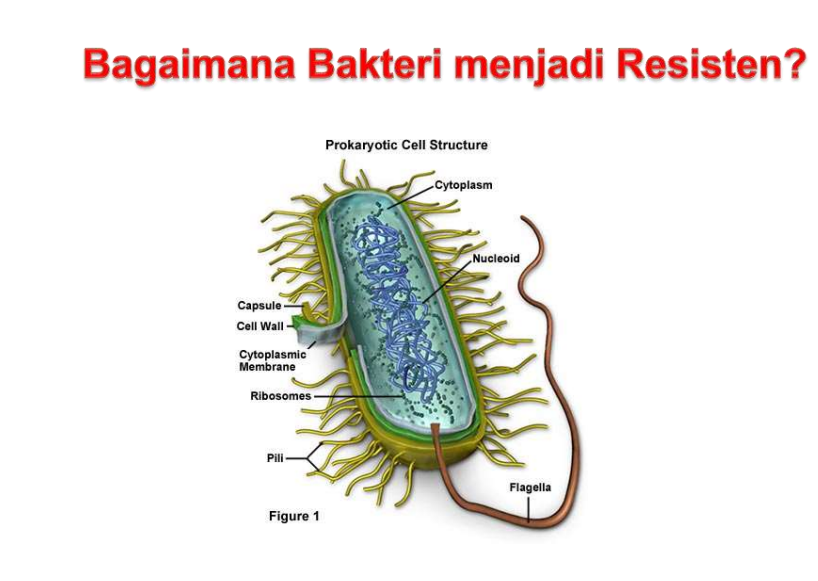 Bagaimana Bakteri menjadi Resisten?
Prokaryotic Cell Structure
Cytoplasm
Nucleoid
Capsule
Cell Wall
Cytoplasmic
Membrane
Ribosomes
Pili
Flagella
Figure 1